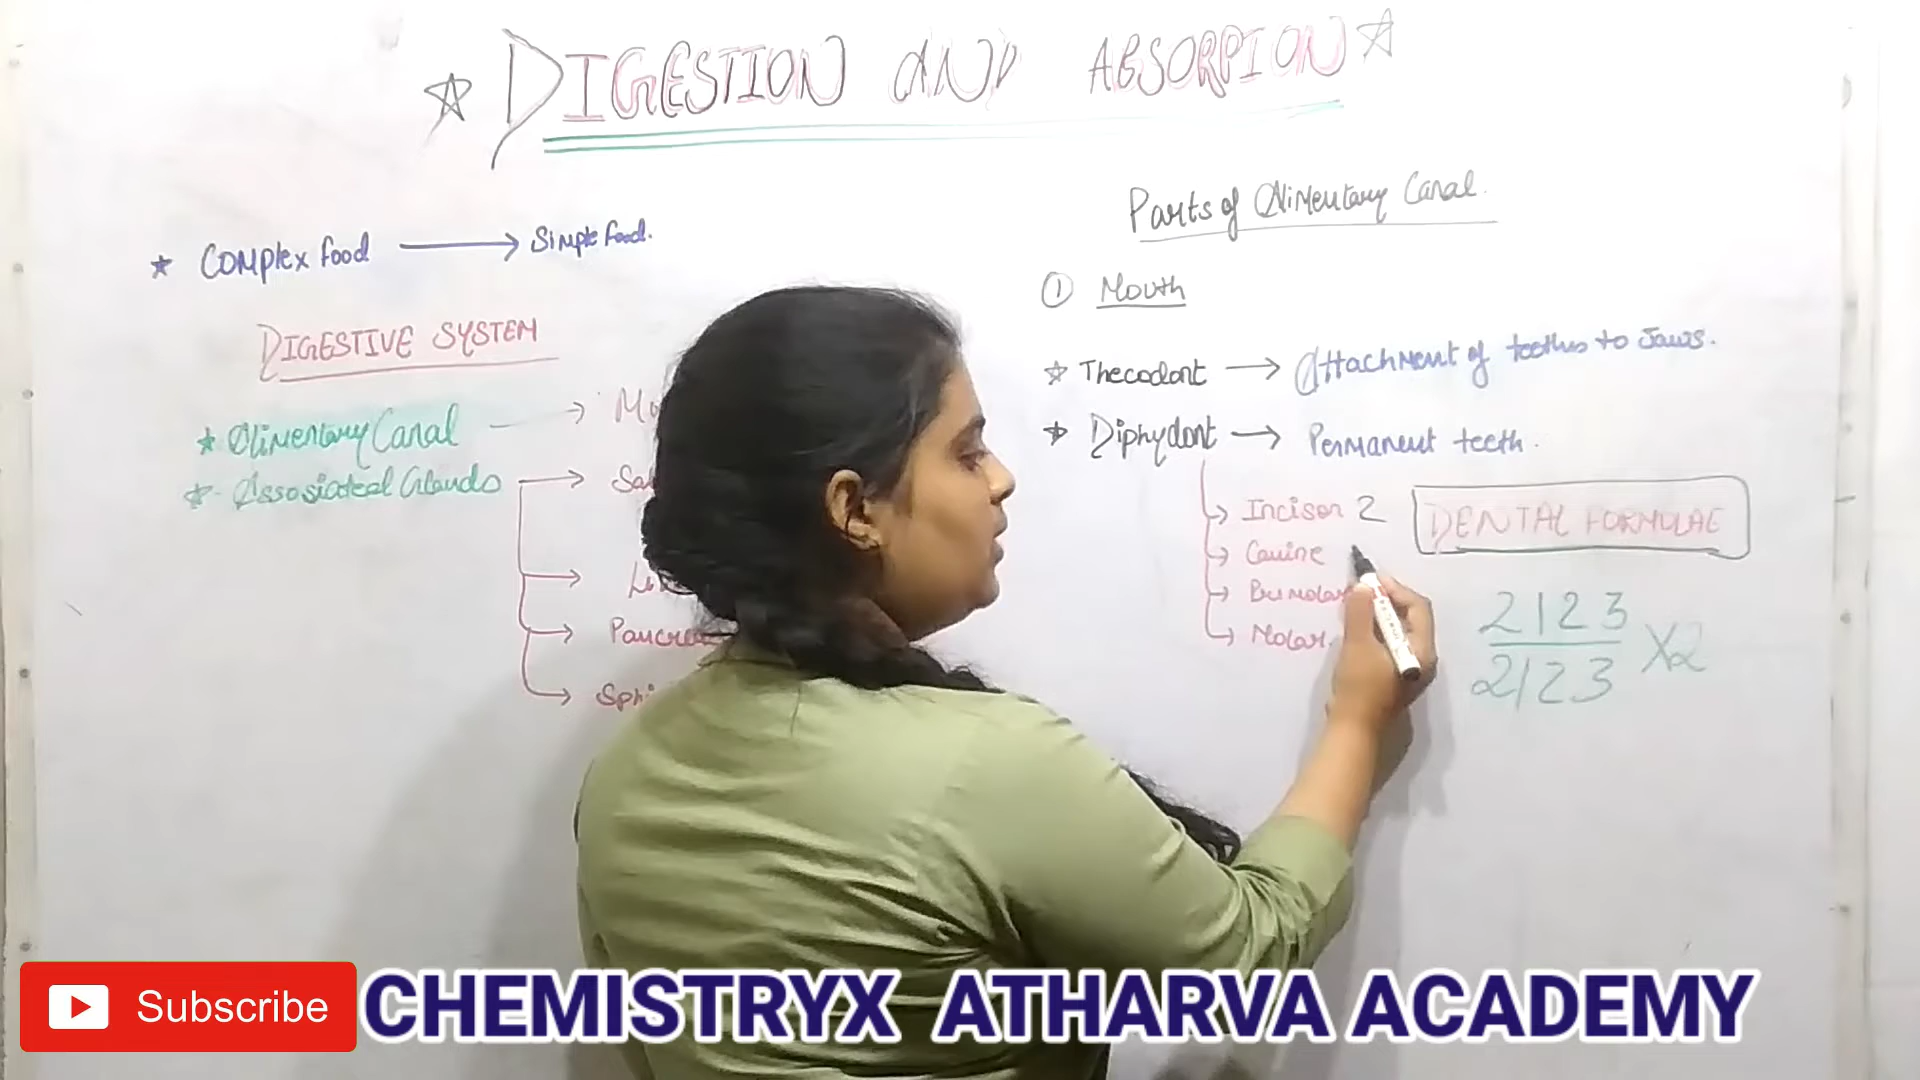 ☆ DIGESTION AND ABSORPION ☆
★ Complex food → Simple food.
DIGESTIVE SYSTEM
★ Alimentary Canal →
★ Assosiated Glands →
Parts of Alimentary Canal.
① Mouth
☆ Thecodont → Attachment of teeths to Jaws.
★ Diphydont → Permanent teeth.
→ Incisor 2
→ Canine
→ Molar.
DENTAL FORMULAE
2123
2123 X2
Subscribe CHEMISTRYX ATHARVA ACADEMY